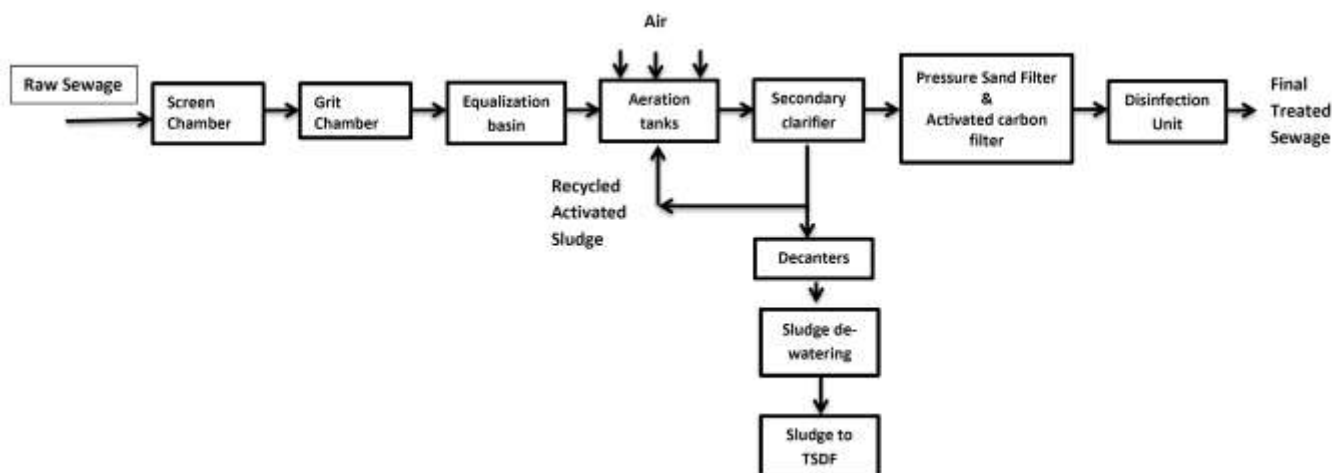 Air
Raw Sewage
Screen
Chamber
Grit
Chamber
Equalization
basin
Aeration
tanks
Secondary
clarifier
Pressure Sand Filter
&
Activated carbon
filter
Disinfection
Unit
Final
Treated
Sewage
Recycled
Activated
Sludge
Decanters
Sludge de-
watering
Sludge to
TSDF